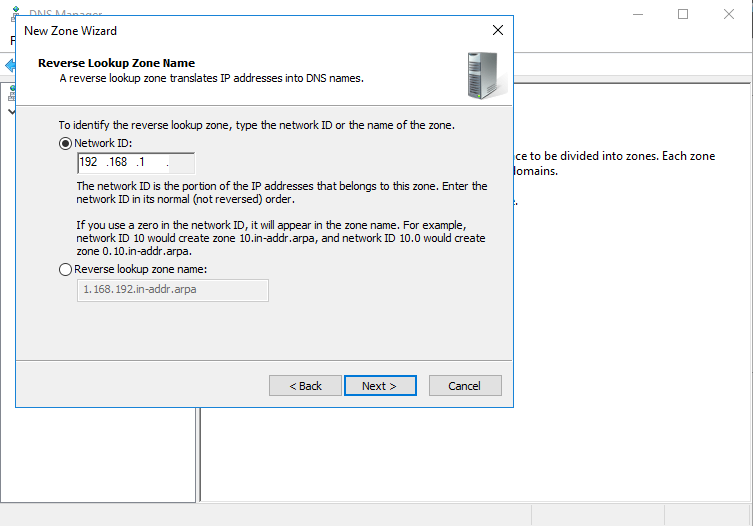 DNS Manager
New Zone Wizard
F
Reverse Lookup Zone Name
A reverse lookup zone translates IP addresses into DNS names.
To identify the reverse lookup zone, type the network ID or the name of the zone.
Network ID:
192 .168 .1 .
The network ID is the portion of the IP addresses that belongs to this zone. Enter the
network ID in its normal (not reversed) order.
If you use a zero in the network ID, it will appear in the zone name. For example,
network ID 10 would create zone 10.in-addr.arpa, and network ID 10.0 would create
zone 0.10.in-addr.arpa.
Reverse lookup zone name:
1.168.192.in-addr.arpa
< Back
Next >
Cancel
ce to be divided into zones. Each zone
domains.